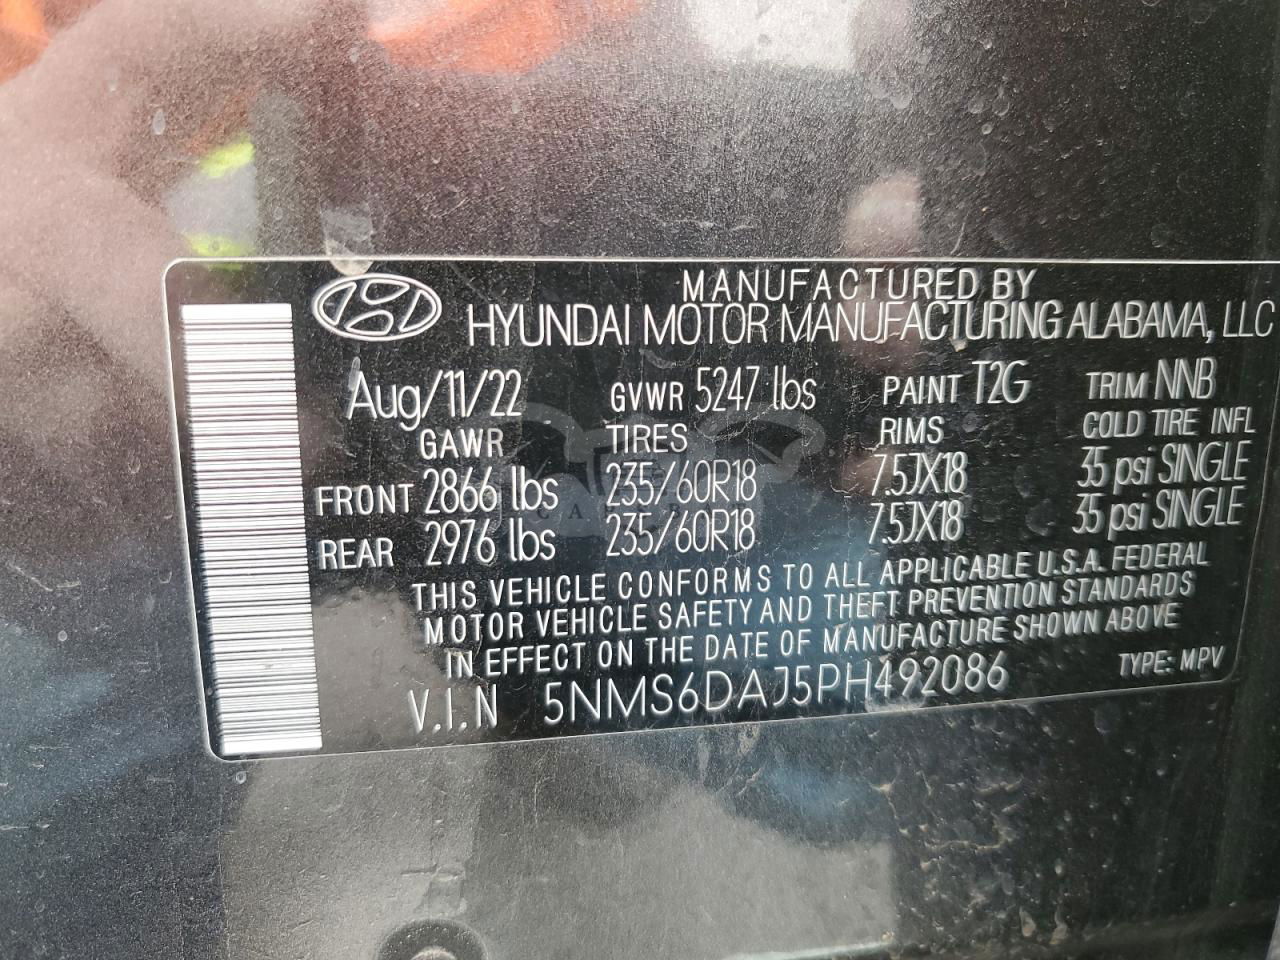 MANUFACTURED BY
HYUNDAI MOTOR MANUFACTURING ALABAMA, LLC
Aug/11/22 GVWR 5247 lbs PAINT T2G TRIM NNB
GAWR TIRES RIMS COLD TIRE INFL
FRONT 2866 lbs 235/60R18 7.5JX18 35 psi SINGLE
REAR 2976 lbs 235/60R18 7.5JX18 35 psi SINGLE
THIS VEHICLE CONFORMS TO ALL APPLICABLE U.S.A. FEDERAL
MOTOR VEHICLE SAFETY AND THEFT PREVENTION STANDARDS
IN EFFECT ON THE DATE OF MANUFACTURE SHOWN ABOVE
V.I.N 5NMS6DAJ5PH492086 TYPE: MPV